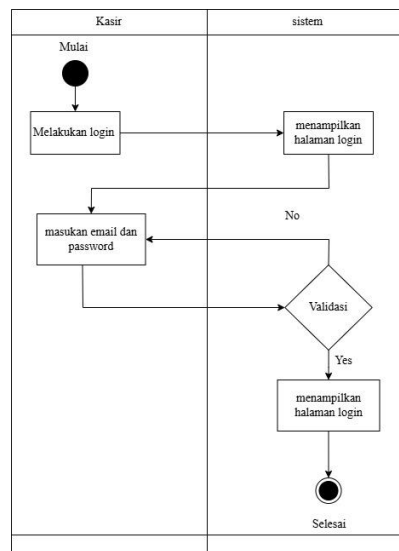 Kasir
sistem
Mulai
Melakukan login
menampilkan
halaman login
masukan email dan
password
No
Validasi
Yes
menampilkan
halaman login
Selesai